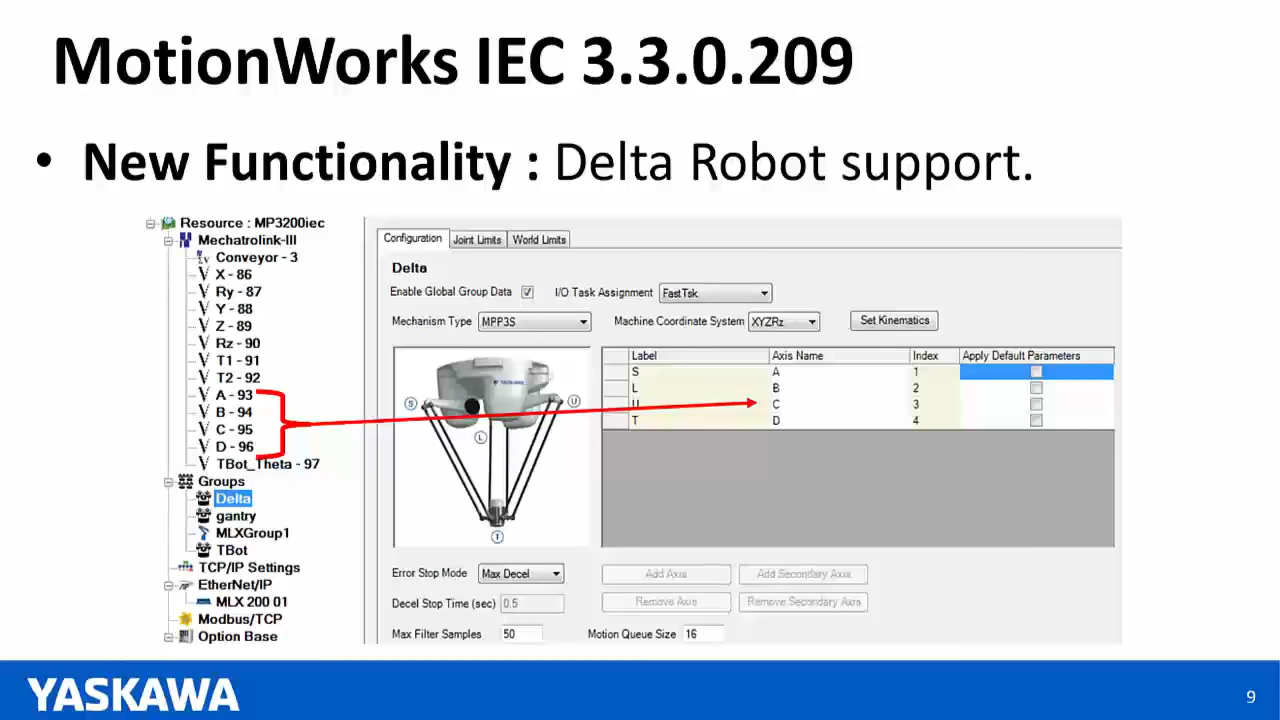 MotionWorks IEC 3.3.0.209
• New Functionality : Delta Robot support.
Resource : MP3200iec
Mechatrolink-III
Conveyor - 3
X - 86
Ry - 87
Y - 88
Z - 89
Rz - 90
T1 - 91
T2 - 92
A - 93
B - 94
C - 95
D - 96
TBot_Theta - 97
Groups
Delta
gantry
MLXGroup1
TBot
TCP/IP Settings
EtherNet/IP
MLX 200 01
Modbus/TCP
Option Base
Configuration Joint Limits World Limits
Delta
Enable Global Group Data I/O Task Assignment FastTsk
Mechanism Type MPP3S Machine Coordinate System XYZRz Set Kinematics
YASKAWA
S
U
L
T
Label Axis Name Index Apply Default Parameters
S A 1
L B 2
U C 3
T D 4
Error Stop Mode Max Decel Add Axis Add Secondary Axis
Decel Stop Time (sec) 0.5 Remove Axis Remove Secondary Axis
Max Filter Samples 50 Motion Queue Size 16
YASKAWA
9